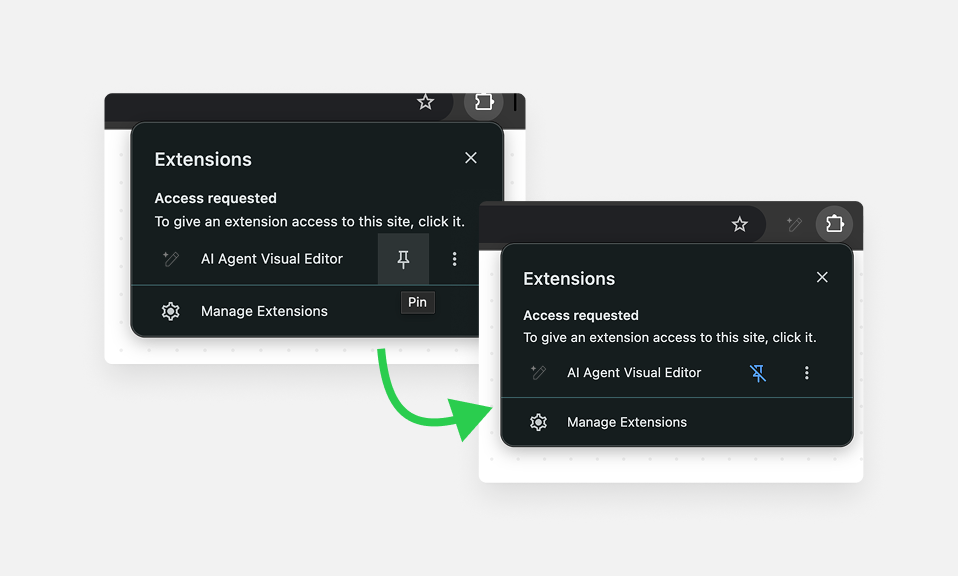 Extensions
Access requested
To give an extension access to this site, click it.
AI Agent Visual Editor
Pin
Manage Extensions
Extensions
Access requested
To give an extension access to this site, click it.
AI Agent Visual Editor
Manage Extensions